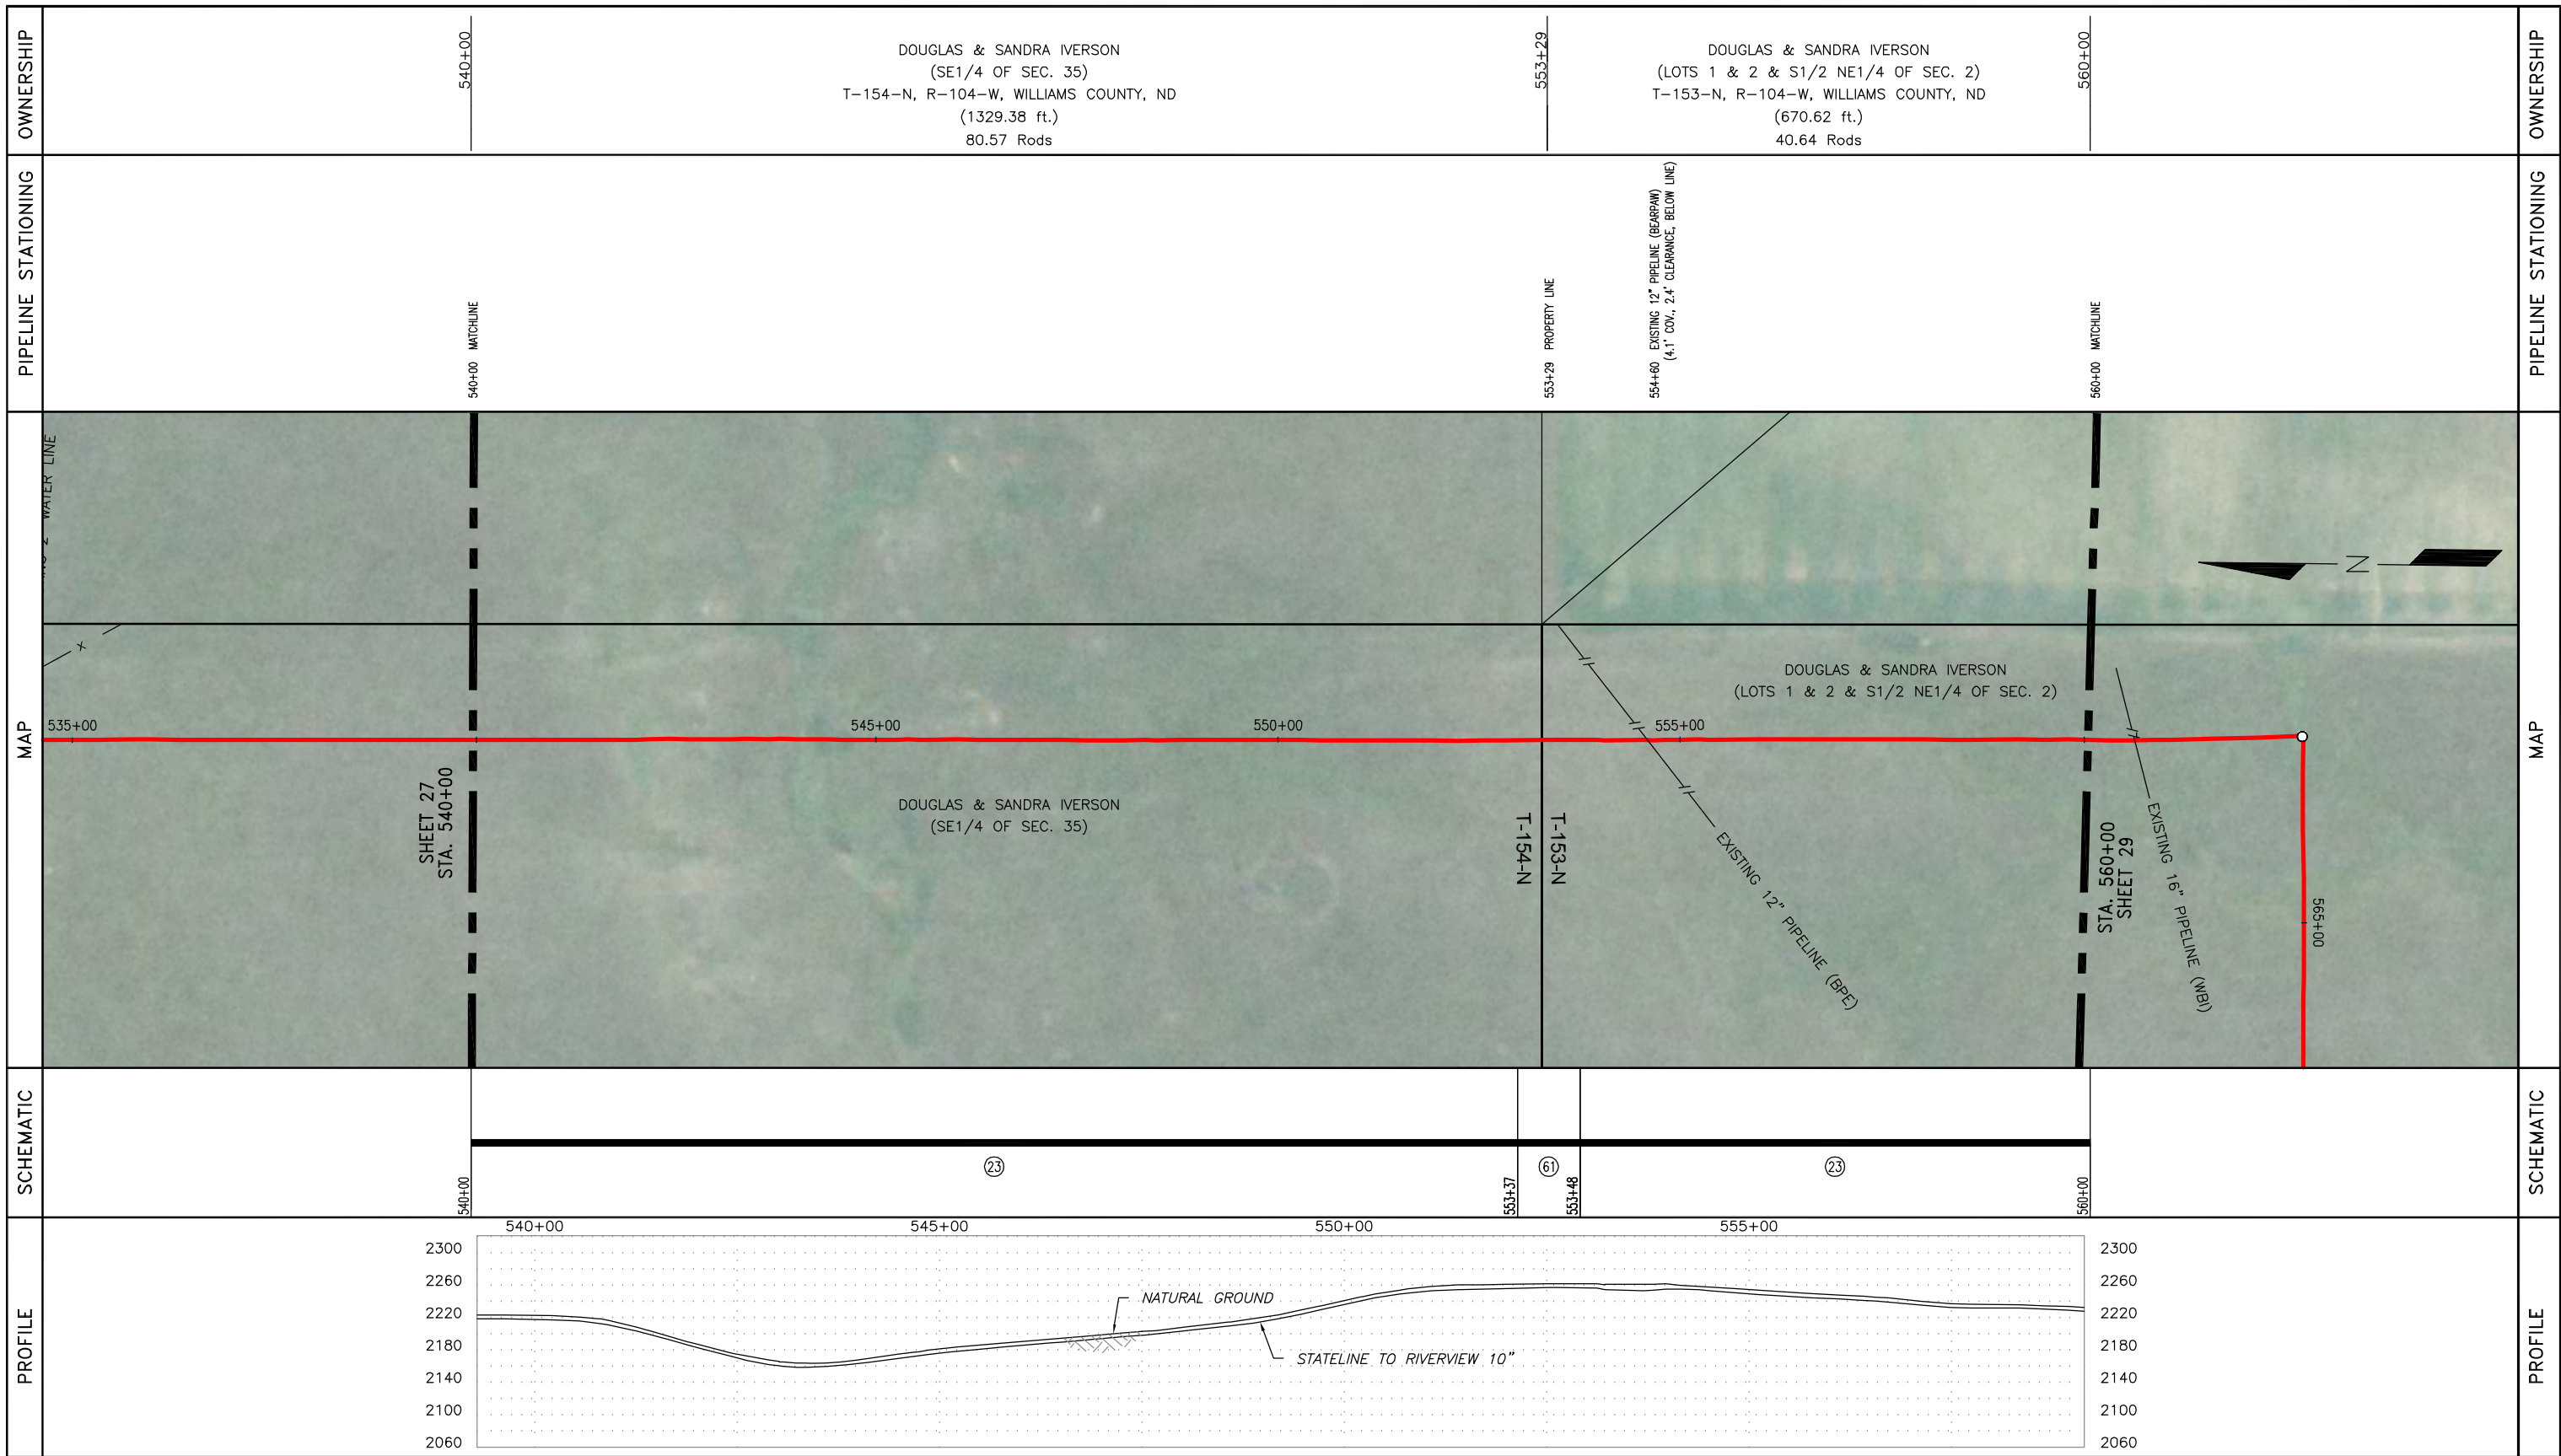 OWNERSHIP
540+00
DOUGLAS & SANDRA IVERSON
(SE1/4 OF SEC. 35)
T-154-N, R-104-W, WILLIAMS COUNTY, ND
(1329.38 ft.)
80.57 Rods
553+29
DOUGLAS & SANDRA IVERSON
(LOTS 1 & 2 & S1/2 NE1/4 OF SEC. 2)
T-153-N, R-104-W, WILLIAMS COUNTY, ND
(670.62 ft.)
40.64 Rods
560+00
OWNERSHIP
PIPELINE STATIONING
540+00 MATCHLINE
553+29 PROPERTY LINE
554+60 EXISTING 12" PIPELINE (BEARPAW)
(4.1' COV., 2.4' CLEARANCE, BELOW LINE)
560+00 MATCHLINE
PIPELINE STATIONING
MAP
2" WATER LINE
X
N
DOUGLAS & SANDRA IVERSON
(LOTS 1 & 2 & S1/2 NE1/4 OF SEC. 2)
535+00
545+00
550+00
555+00
SHEET 27
STA. 540+00
DOUGLAS & SANDRA IVERSON
(SE1/4 OF SEC. 35)
T-154-N
T-153-N
EXISTING 12" PIPELINE (BPE)
STA. 560+00
SHEET 29
EXISTING 16" PIPELINE (WBI)
565+00
MAP
SCHEMATIC
540+00
23
553+37
61
553+48
23
560+00
SCHEMATIC
PROFILE
540+00
545+00
550+00
555+00
2300
2260
2220
2180
2140
2100
2060
NATURAL GROUND
STATELINE TO RIVERVIEW 10"
2300
2260
2220
2180
2140
2100
2060
PROFILE